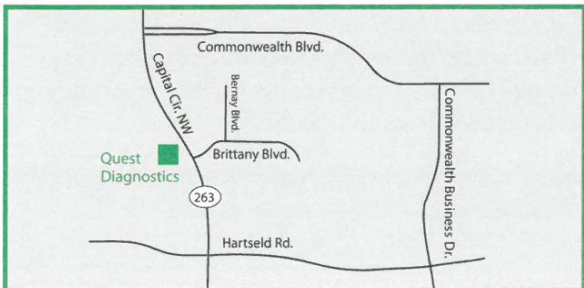 Commonwealth Blvd.
Capital Cir. NW
Bernay Blvd.
Commonwealth Business Dr.
Brittany Blvd.
Quest
Diagnostics
263
Hartseld Rd.